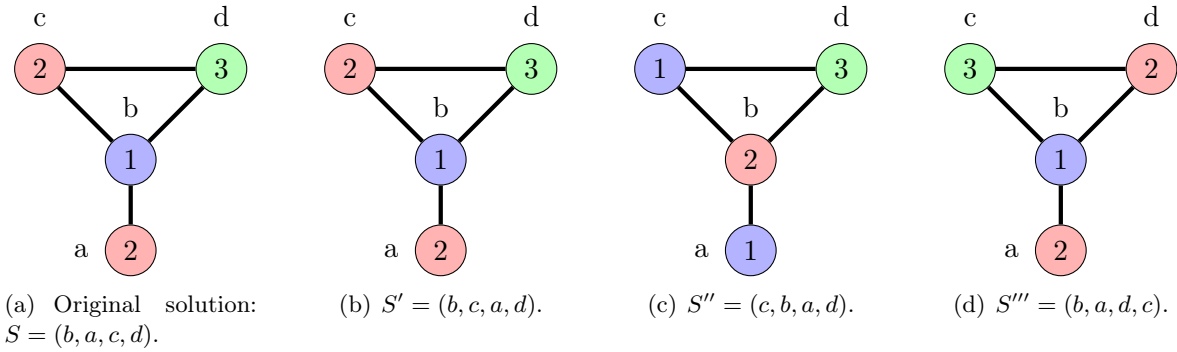 c d c d c d c d
2 3 2 3 1 3 3 2
b b b b
1 1 2 1
a 2 a 2 a 1 a 2
(a) Original solution:
S = (b, a, c, d).
(b) S′ = (b, c, a, d).
(c) S′′ = (c, b, a, d).
(d) S′′′ = (b, a, d, c).